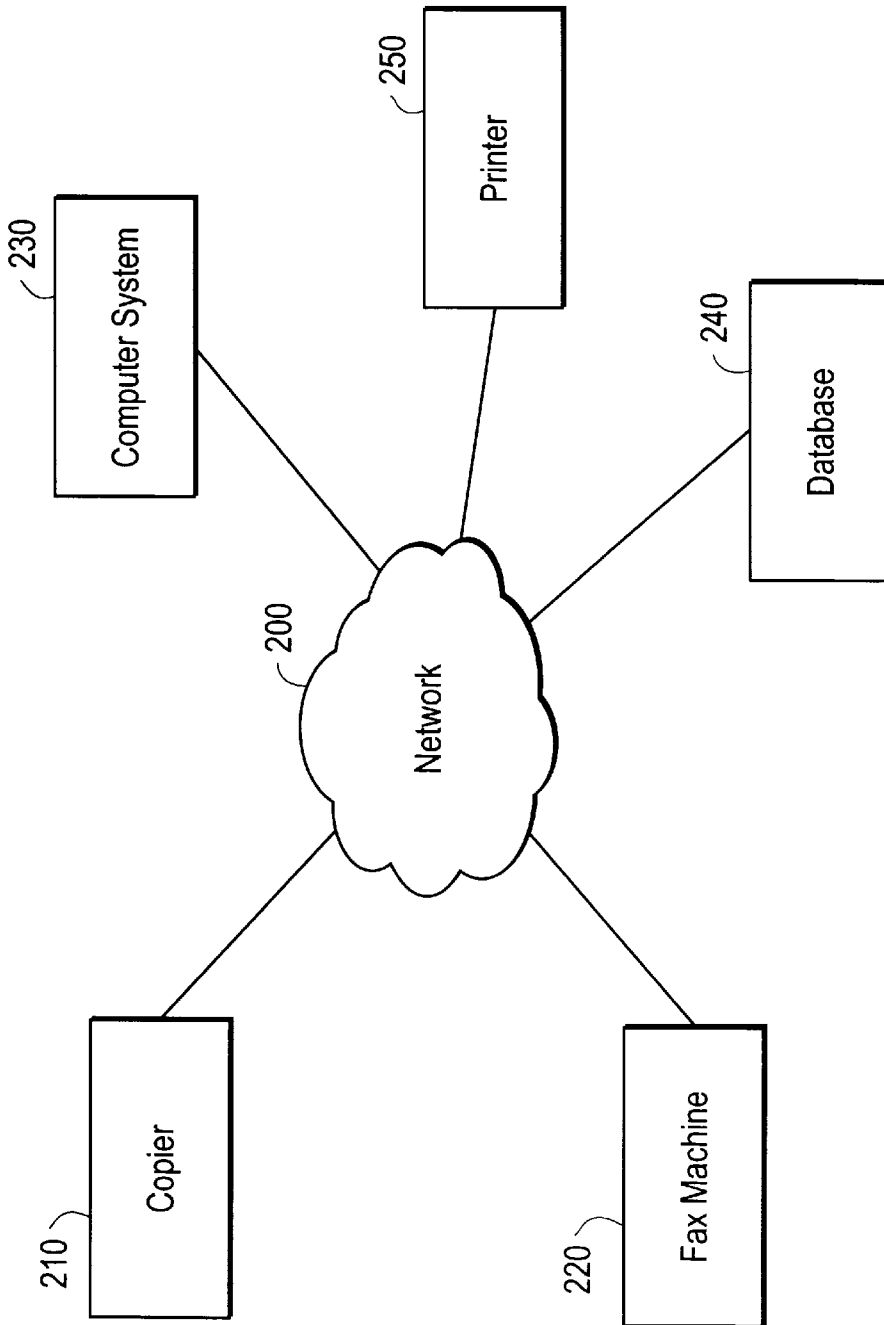 210
Copier
230
Computer System
200
Network
250
Printer
220
Fax Machine
240
Database